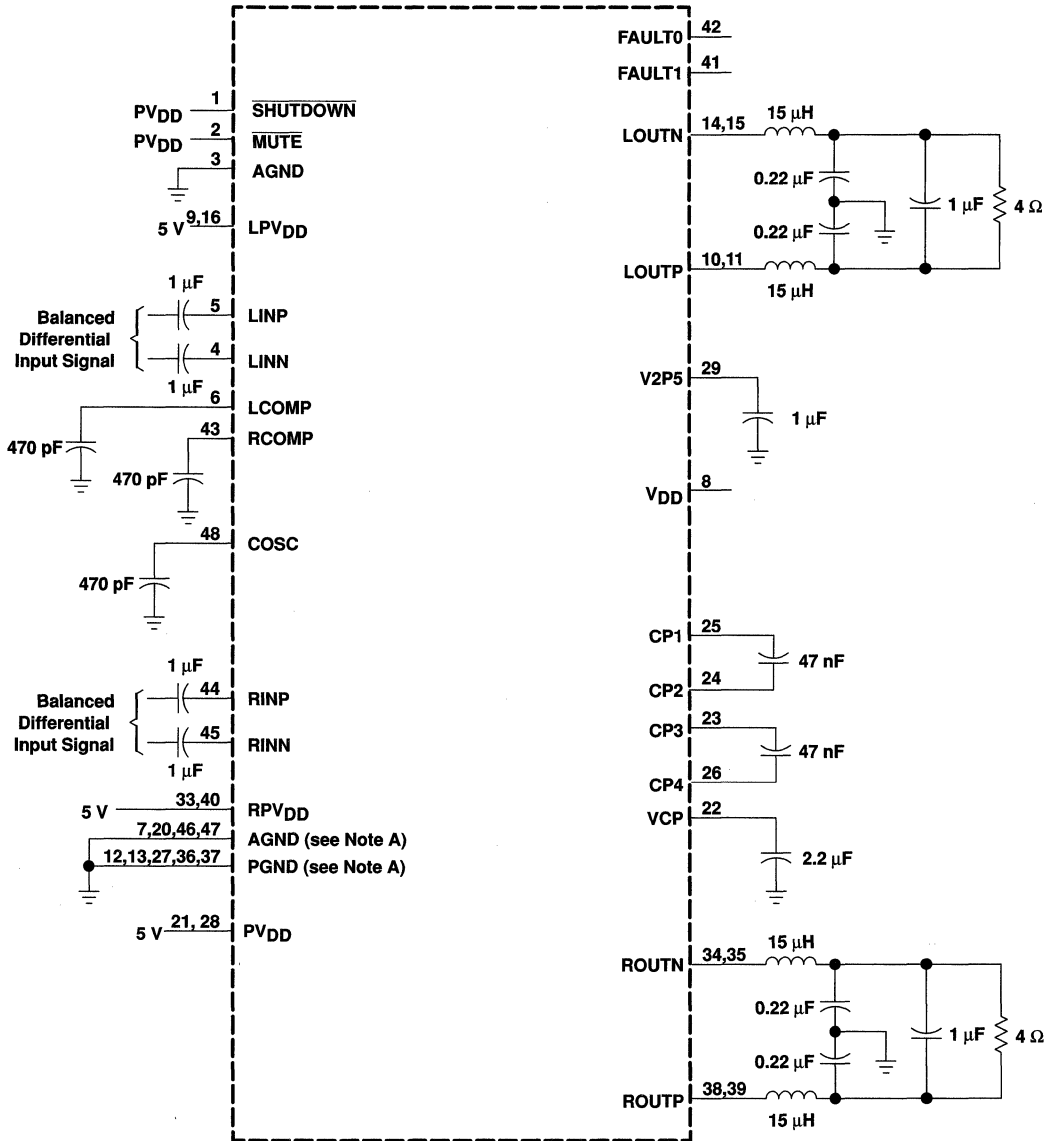 FAULT0 42
FAULT1 41
PVDD 1 SHUTDOWN
PVDD 2 MUTE
3 AGND
5 V 9,16 LPVDD
LOUTN 14,15 15 μH
0.22 μF
0.22 μF
1 μF
4 Ω
LOUTP 10,11
15 μH
1 μF
5 LINP
Balanced
Differential
Input Signal
4 LINN
1 μF
V2P5 29
1 μF
6 LCOMP
470 pF
43 RCOMP
470 pF
VDD 8
48 COSC
470 pF
CP1 25
47 nF
CP2 24
CP3 23
47 nF
CP4 26
VCP 22
2.2 μF
1 μF
44 RINP
Balanced
Differential
Input Signal
45 RINN
1 μF
5 V 33,40 RPVDD
7,20,46,47 AGND (see Note A)
12,13,27,36,37 PGND (see Note A)
5 V 21, 28 PVDD
ROUTN 34,35 15 μH
0.22 μF
0.22 μF
1 μF
4 Ω
ROUTP 38,39
15 μH